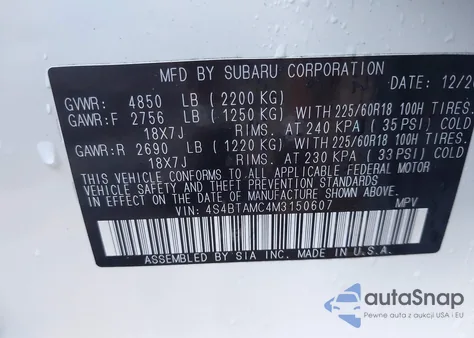 MFD BY SUBARU CORPORATION DATE: 12/20
GVWR: 4850 LB (2200 KG)
GAWR:F 2756 LB (1250 KG) WITH 225/60R18 100H TIRES.
18X7J RIMS. AT 240 KPA (35 PSI) COLD
GAWR:R 2690 LB (1220 KG) WITH 225/60R18 100H TIRES.
18X7J RIMS. AT 230 KPA (33 PSI) COLD
THIS VEHICLE CONFORMS TO ALL APPLICABLE FEDERAL MOTOR
VEHICLE SAFETY AND THEFT PREVENTION STANDARDS
IN EFFECT ON THE DATE OF MANUFACTURE SHOWN ABOVE.
VIN: 4S4BTAMC4M3150607 MPV
ASSEMBLED BY SIA INC. MADE IN U.S.A.
autoSnap
Pewne auta z USA i EU